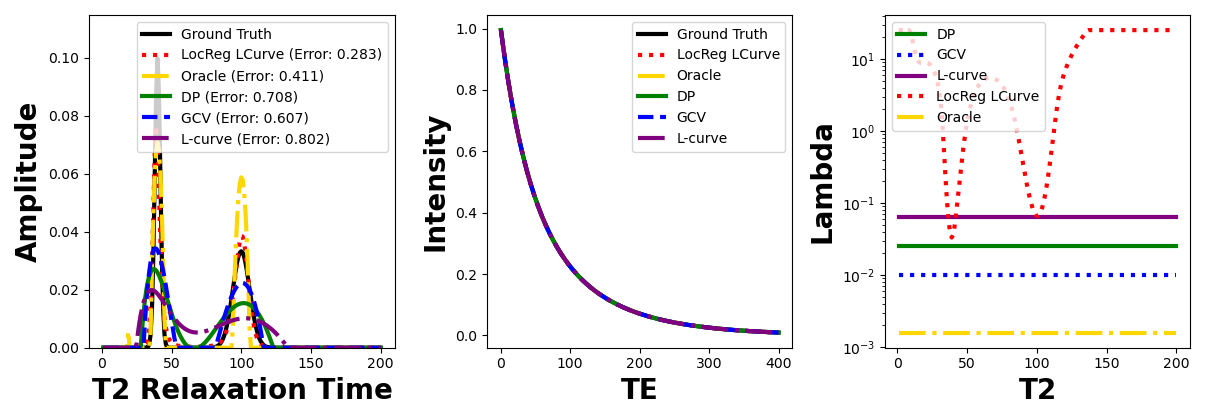 Amplitude
0.10
0.08
0.06
0.04
0.02
0.00
0
50
100
150
200
T2 Relaxation Time
Ground Truth
LocReg LCurve (Error: 0.283)
Oracle (Error: 0.411)
DP (Error: 0.708)
GCV (Error: 0.607)
L-curve (Error: 0.802)
Intensity
1.0
0.8
0.6
0.4
0.2
0.0
0
100
200
300
400
TE
Ground Truth
LocReg LCurve
Oracle
DP
GCV
L-curve
Lambda
10¹
10⁰
10⁻¹
10⁻²
10⁻³
0
50
100
150
200
T2
DP
GCV
L-curve
LocReg LCurve
Oracle